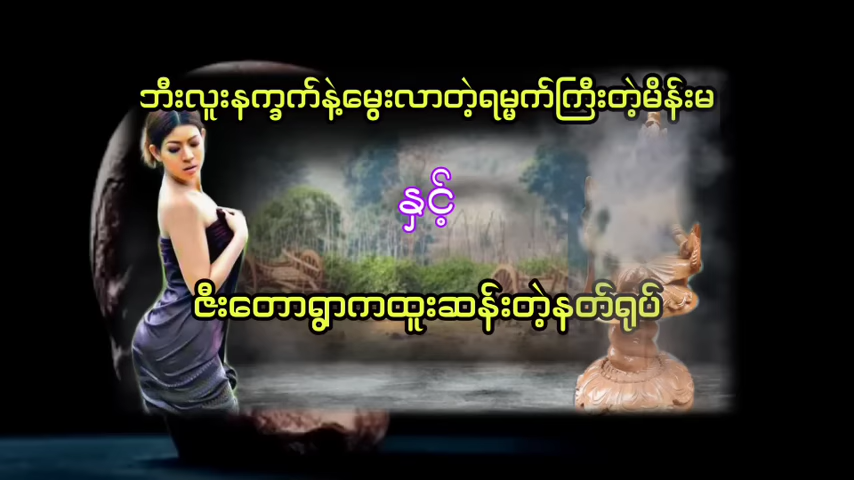 ဘီးလူးနက္ခက်နဲ့မွေးလာတဲ့ရမ္မက်ကြီးတဲ့မိန်းမ
နှင့်
ဇီးတောရွာကထူးဆန်းတဲ့နတ်ရုပ်